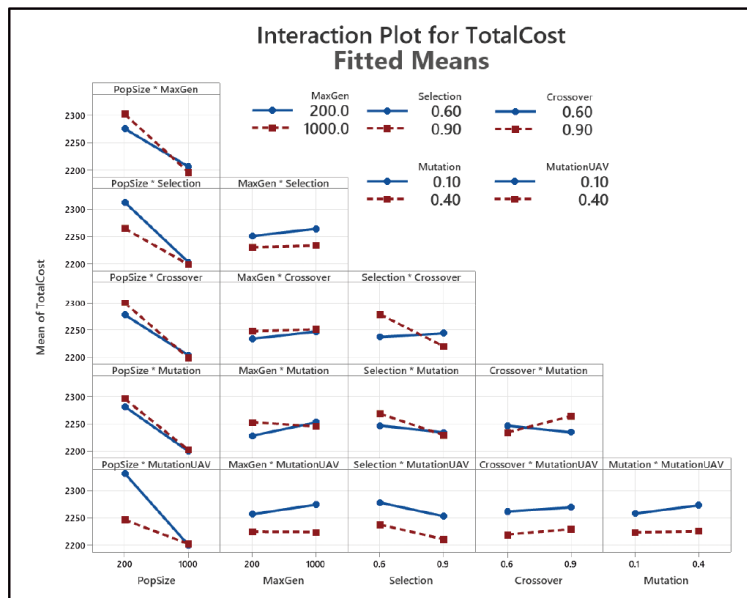 Interaction Plot for TotalCost
Fitted Means
PopSize * MaxGen
MaxGen
200.0
1000.0
Selection
0.60
0.90
Crossover
0.60
0.90
Mutation
0.10
0.40
MutationUAV
0.10
0.40
2300
2250
2200
PopSize * Selection MaxGen * Selection
2300
2250
2200
PopSize * Crossover MaxGen * Crossover Selection * Crossover
2300
2250
2200
PopSize * Mutation MaxGen * Mutation Selection * Mutation Crossover * Mutation
2300
2250
2200
PopSize * MutationUAV MaxGen * MutationUAV Selection * MutationUAV Crossover * MutationUAV Mutation * MutationUAV
2300
2250
2200
200 1000 200 1000 0.6 0.9 0.6 0.9 0.1 0.4
PopSize MaxGen Selection Crossover Mutation
Mean of TotalCost